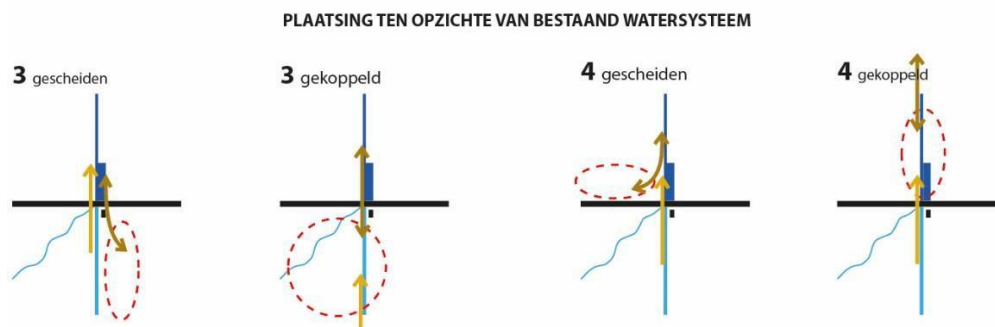 PLAATSING TEN OPZICHTE VAN BESTAAND WATERSYSTEEM
3 gescheiden
3 gekoppeld
4 gescheiden
4 gekoppeld